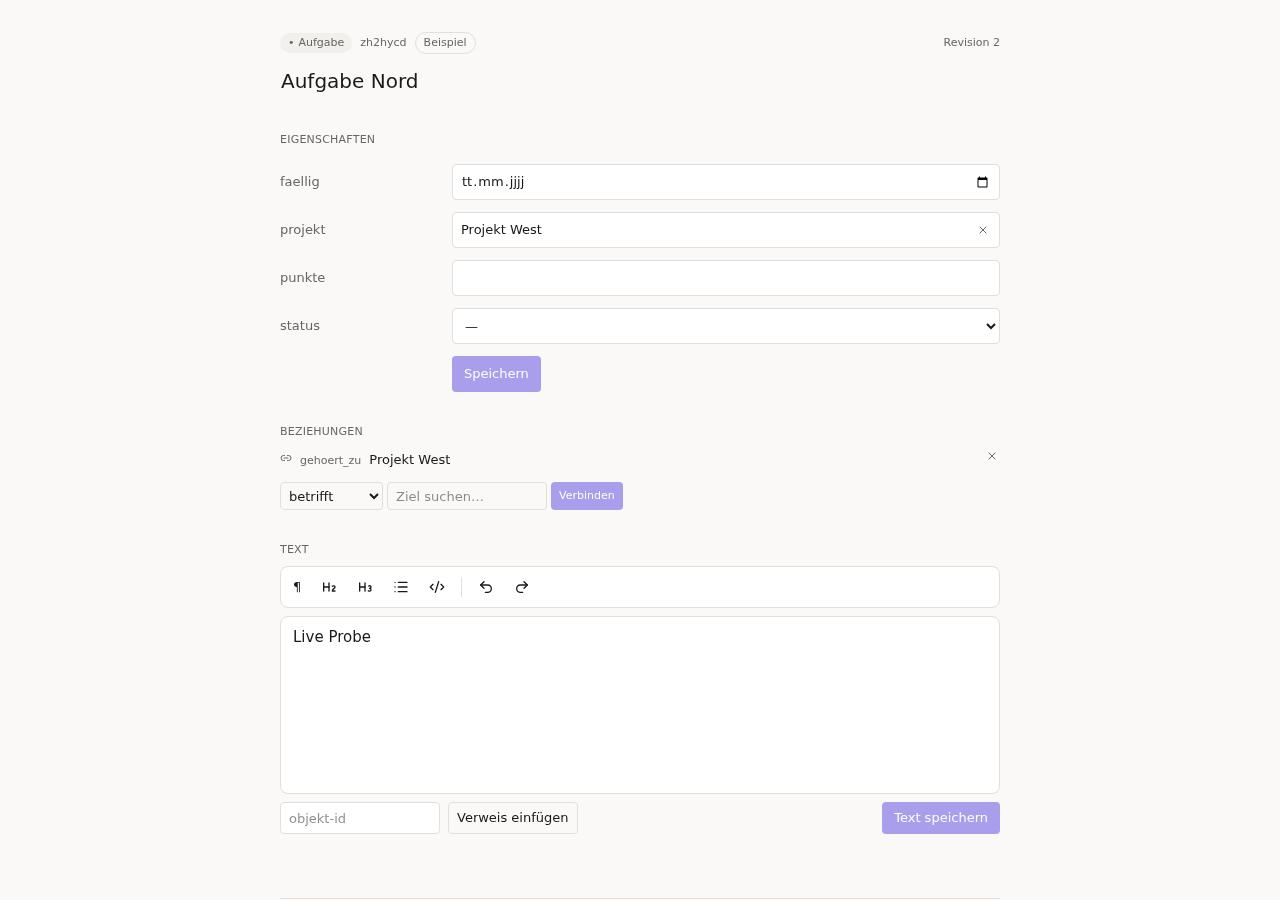 • Aufgabe zh2hycd Beispiel Revision 2
Aufgabe Nord
EIGENSCHAFTEN
faellig tt.mm.jjjj
projekt Projekt West
punkte
status —
Speichern
BEZIEHUNGEN
gehoert_zu Projekt West
betrifft Ziel suchen… Verbinden
TEXT
¶ H2 H3
Live Probe
objekt-id Verweis einfügen Text speichern